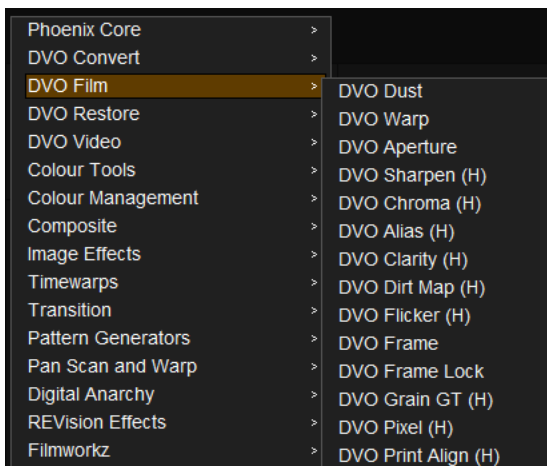 Phoenix Core >
DVO Convert >
DVO Film >
DVO Restore >
DVO Video >
Colour Tools >
Colour Management >
Composite >
Image Effects >
Timewarps >
Transition >
Pattern Generators >
Pan Scan and Warp >
Digital Anarchy >
REVision Effects >
Filmworkz >
DVO Dust
DVO Warp
DVO Aperture
DVO Sharpen (H)
DVO Chroma (H)
DVO Alias (H)
DVO Clarity (H)
DVO Dirt Map (H)
DVO Flicker (H)
DVO Frame
DVO Frame Lock
DVO Grain GT (H)
DVO Pixel (H)
DVO Print Align (H)